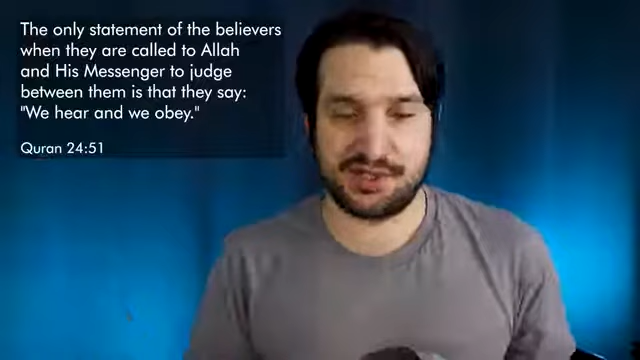 The only statement of the believers
when they are called to Allah
and His Messenger to judge
between them is that they say:
"We hear and we obey."
Quran 24:51